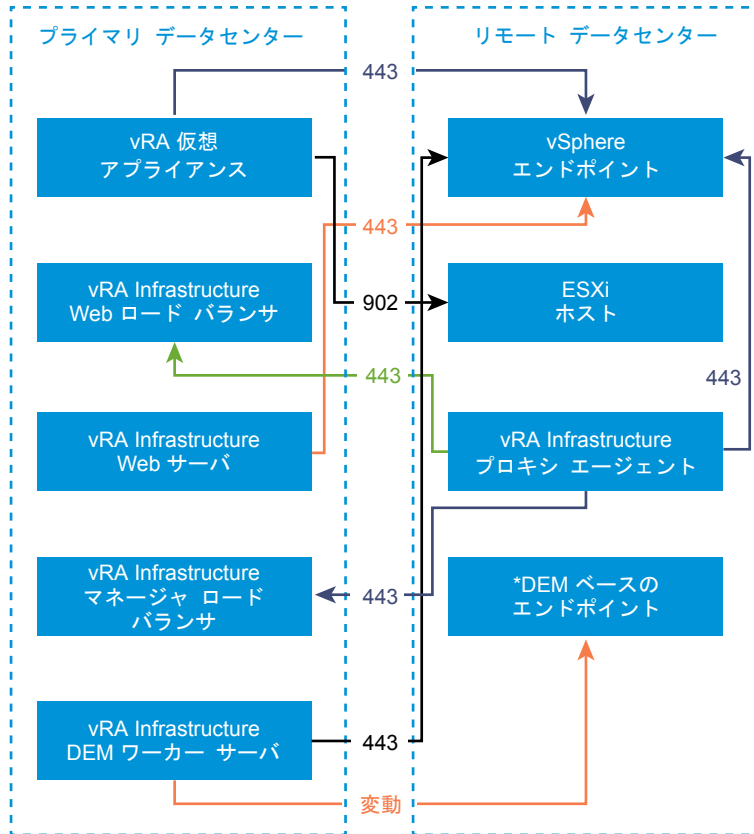 プライマリ データセンター
リモート データセンター
443
vRA 仮想
アプライアンス
vSphere
エンドポイント
443
vRA Infrastructure
Web ロード バランサ
902
ESXi
ホスト
443
443
vRA Infrastructure
Web サーバ
vRA Infrastructure
プロキシ エージェント
vRA Infrastructure
マネージャ ロード
バランサ
443
*DEM ベースの
エンドポイント
vRA Infrastructure
DEM ワーカー サーバ
443
変動